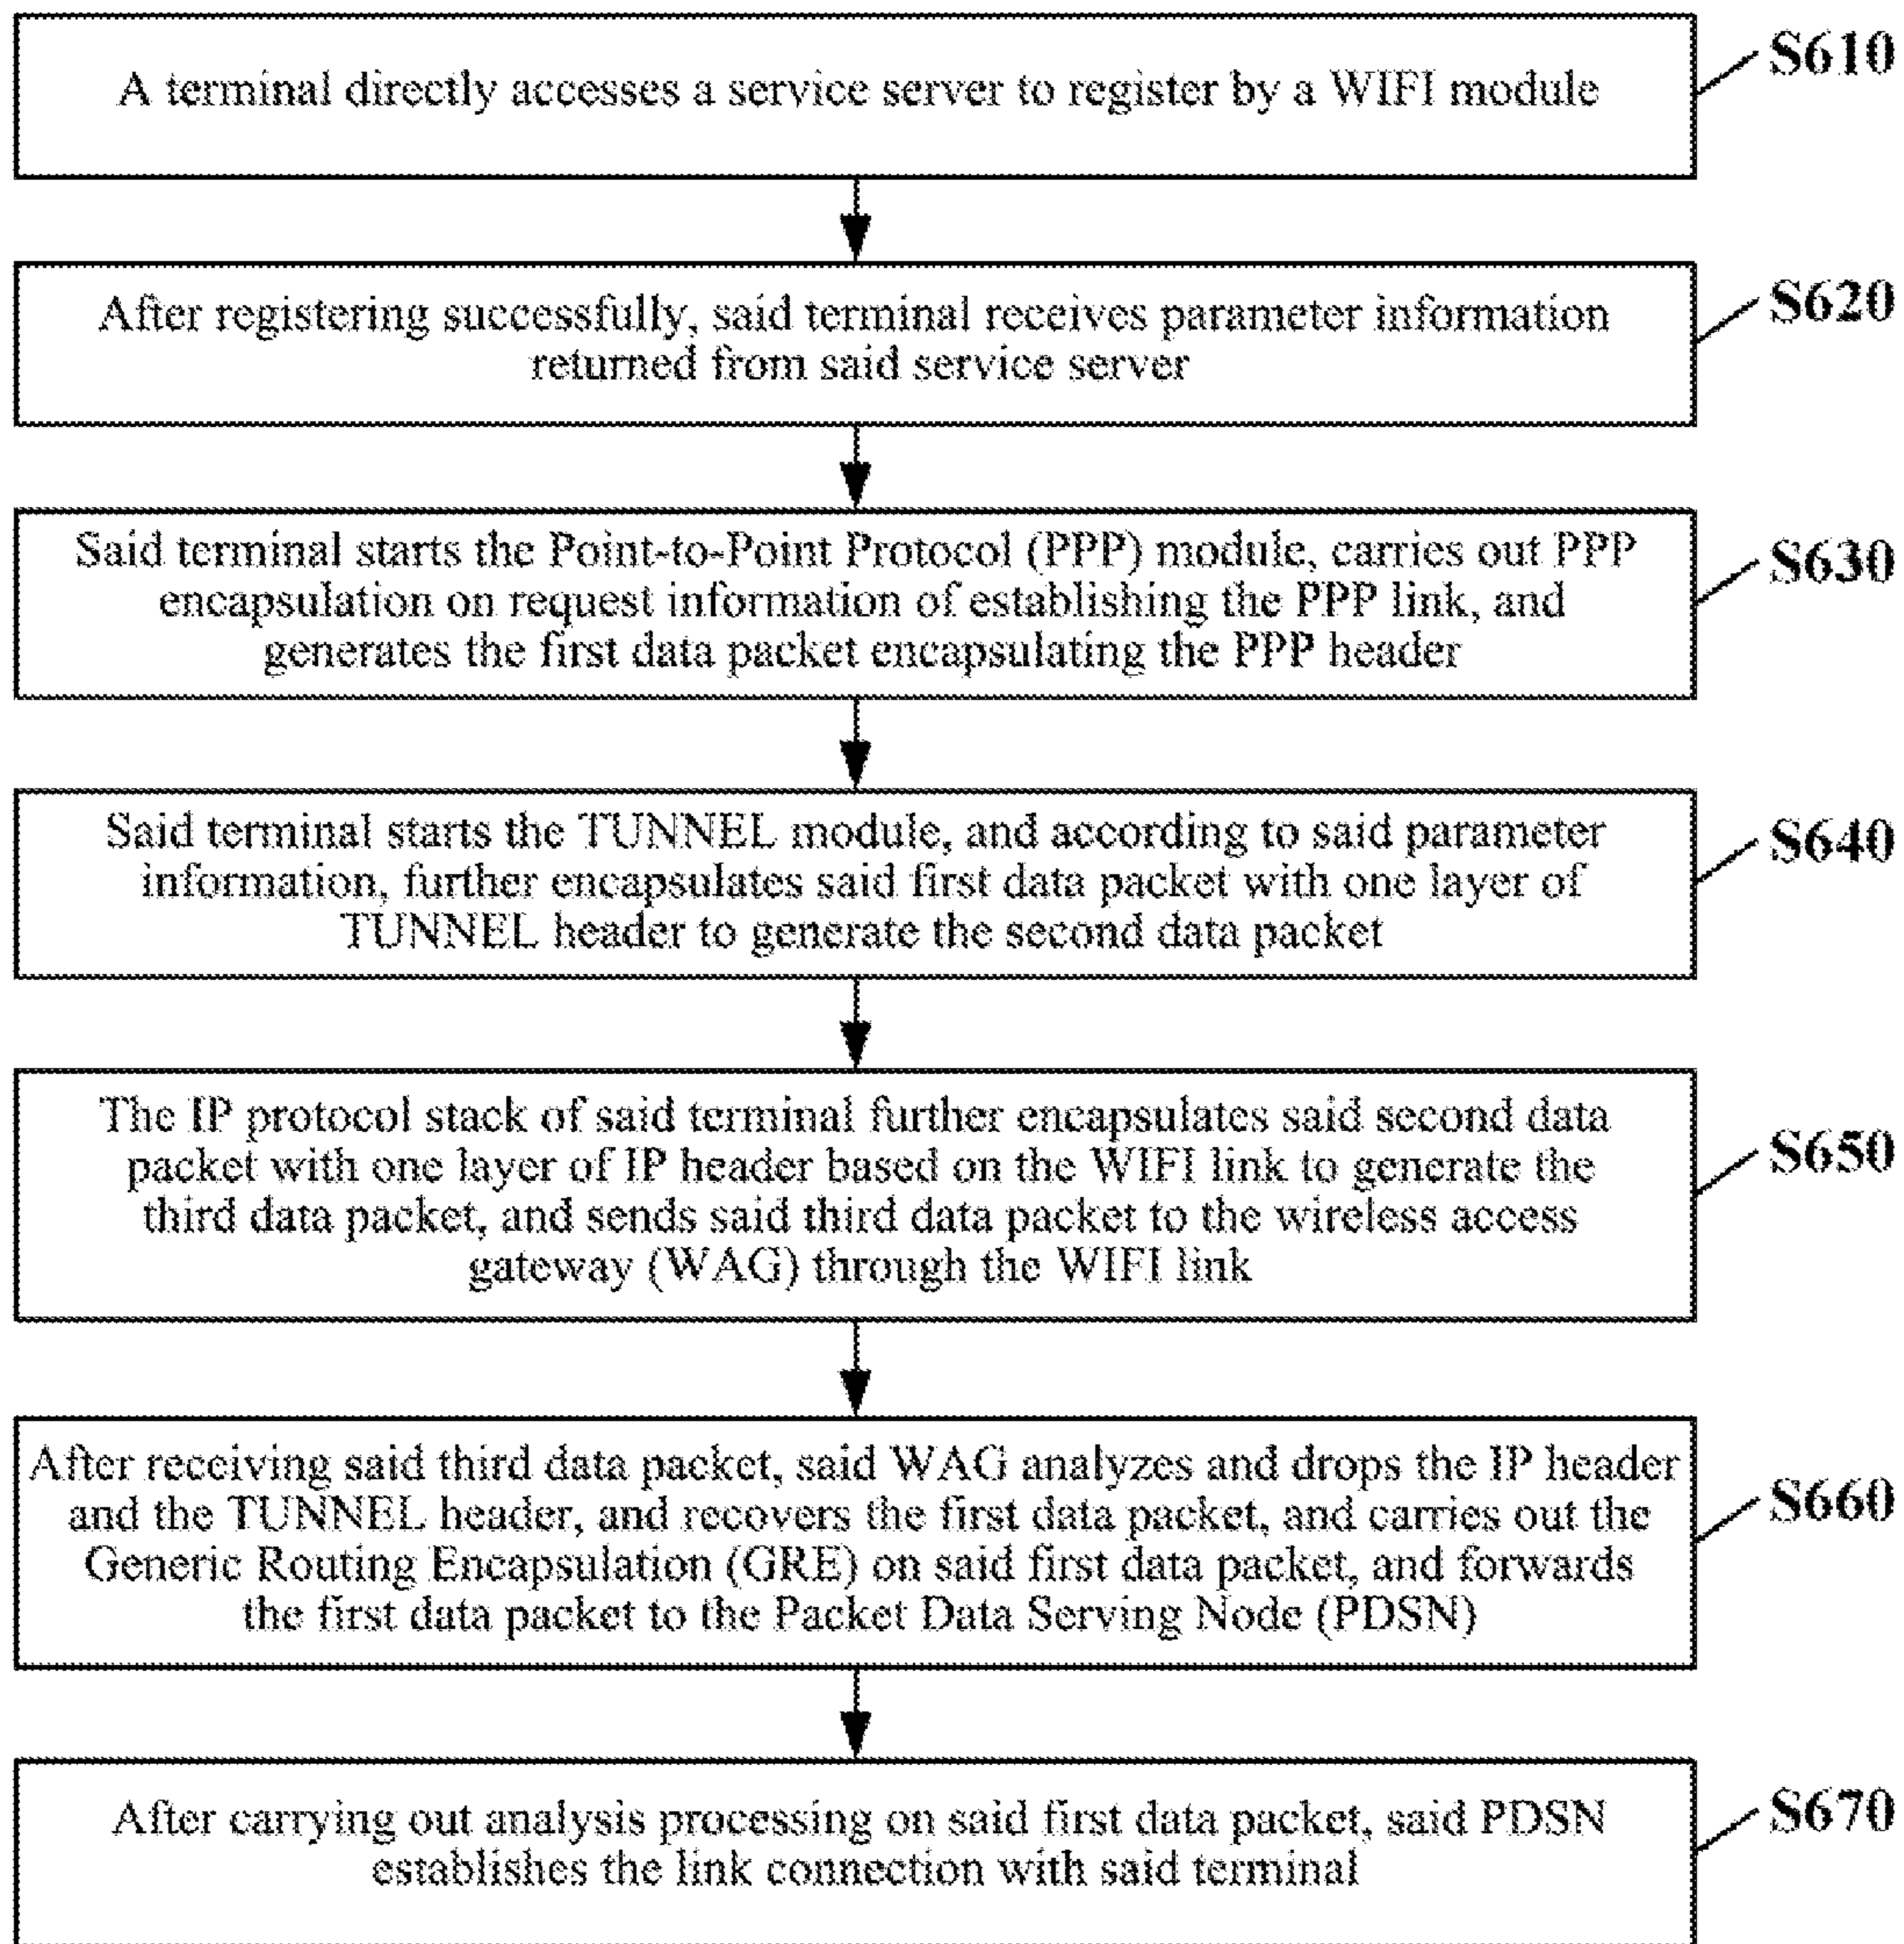 A terminal directly accesses a service server to register by a WIFI module
S610
After registering successfully, said terminal receives parameter information
returned from said service server
S620
Said terminal starts the Point-to-Point Protocol (PPP) module, carries out PPP
encapsulation on request information of establishing the PPP link, and
generates the first data packet encapsulating the PPP header
S630
Said terminal starts the TUNNEL module, and according to said parameter
information, further encapsulates said first data packet with one layer of
TUNNEL header to generate the second data packet
S640
The IP protocol stack of said terminal further encapsulates said second data
packet with one layer of IP header based on the WIFI link to generate the
third data packet, and sends said third data packet to the wireless access
gateway (WAG) through the WIFI link
S650
After receiving said third data packet, said WAG analyzes and drops the IP header
and the TUNNEL header, and recovers the first data packet, and carries out the
Generic Routing Encapsulation (GRE) on said first data packet, and forwards
the first data packet to the Packet Data Serving Node (PDSN)
S660
After carrying out analysis processing on said first data packet, said PDSN
establishes the link connection with said terminal
S670